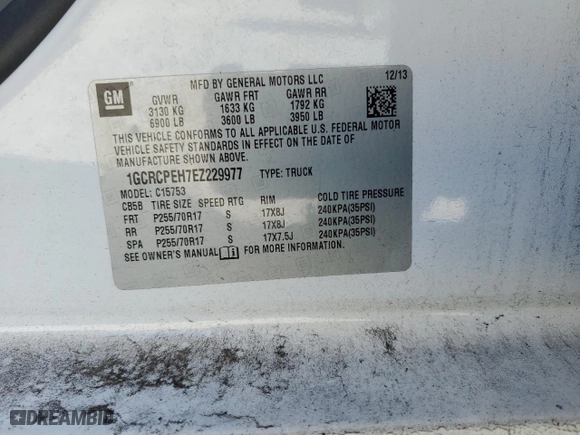 GM
MFD BY GENERAL MOTORS LLC
12/13
GVWR GAWR FRT GAWR RR
3130 KG 1633 KG 1792 KG
6900 LB 3600 LB 3950 LB
THIS VEHICLE CONFORMS TO ALL APPLICABLE U.S. FEDERAL MOTOR
VEHICLE SAFETY STANDARDS IN EFFECT ON THE DATE OF
MANUFACTURE SHOWN ABOVE.
1GCRCPEH7EZ229977 TYPE: TRUCK
MODEL: C15753
CB5B TIRE SIZE SPEED RTG RIM COLD TIRE PRESSURE
FRT P255/70R17 S 17X8J 240KPA(35PSI)
RR P255/70R17 S 17X8J 240KPA(35PSI)
SPA P255/70R17 S 17X7.5J 240KPA(35PSI)
SEE OWNER'S MANUAL FOR MORE INFORMATION.
DREAMBID